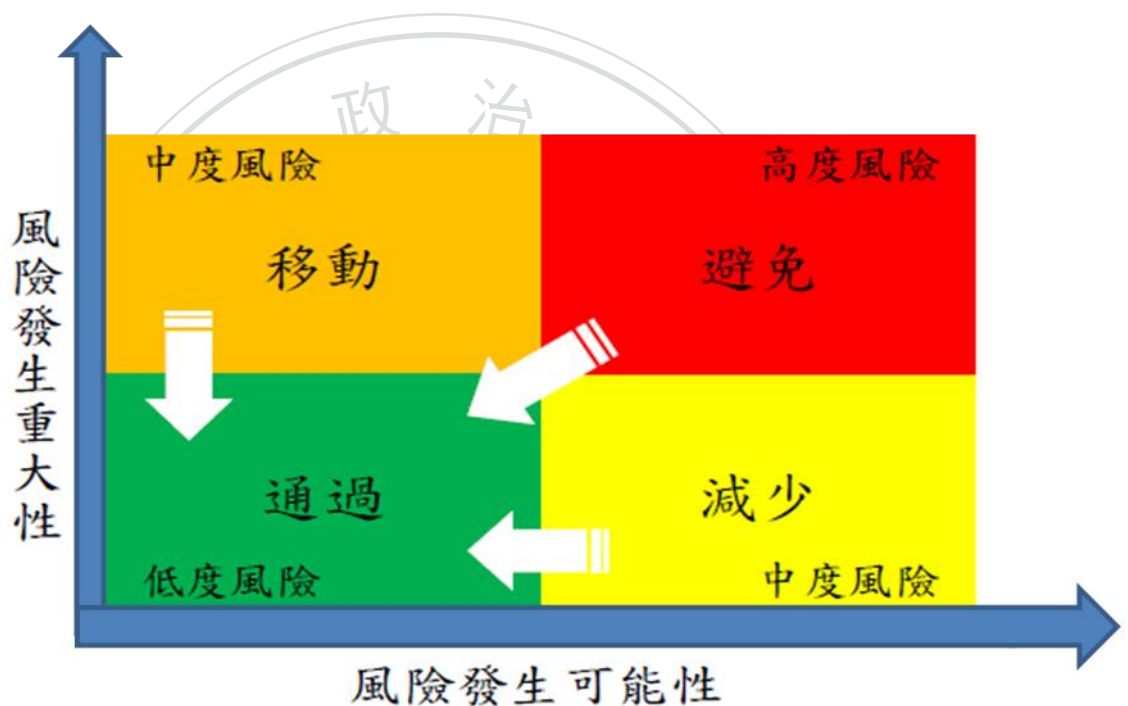 政 治
中度風險
高度風險
移動
避免
風險發生重大性
通過
減少
低度風險
中度風險
風險發生可能性